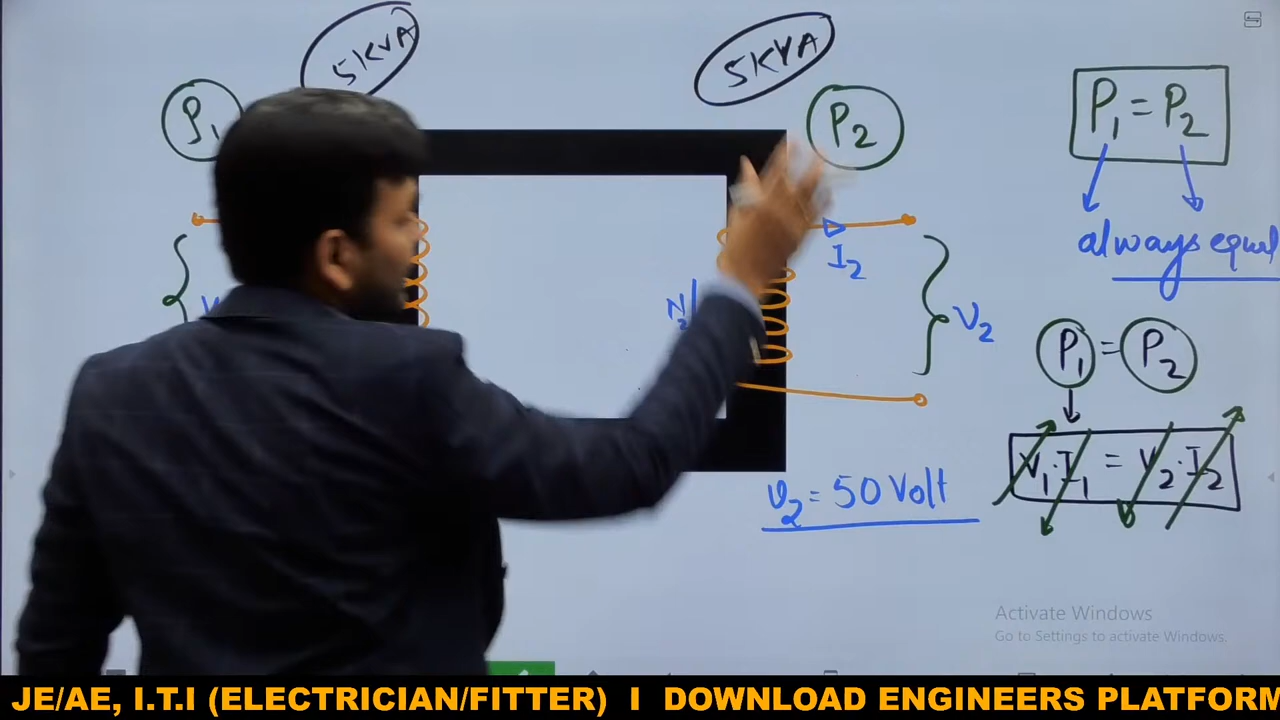 5KVA
5KVA
P1
P2
P1 = P2
always equal
I2
N2
V2
P1 = P2
V1·I1 = V2·I2
V2 = 50 Volt
Activate Windows
Go to Settings to activate Windows.
JE/AE, I.T.I (ELECTRICIAN/FITTER) I DOWNLOAD ENGINEERS PLATFORM